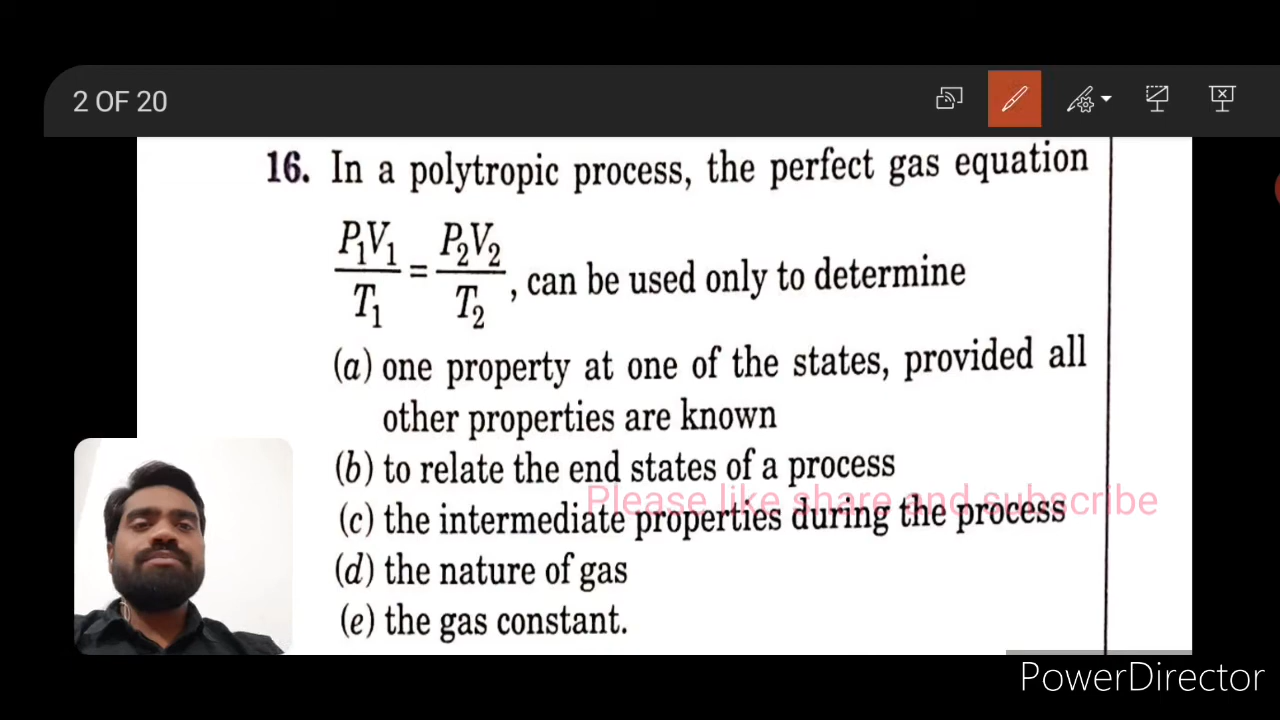 2 OF 20
16. In a polytropic process, the perfect gas equation
P₁V₁/T₁ = P₂V₂/T₂, can be used only to determine
(a) one property at one of the states, provided all
other properties are known
(b) to relate the end states of a process
Please like share and subscribe
(c) the intermediate properties during the process
(d) the nature of gas
(e) the gas constant.
PowerDirector